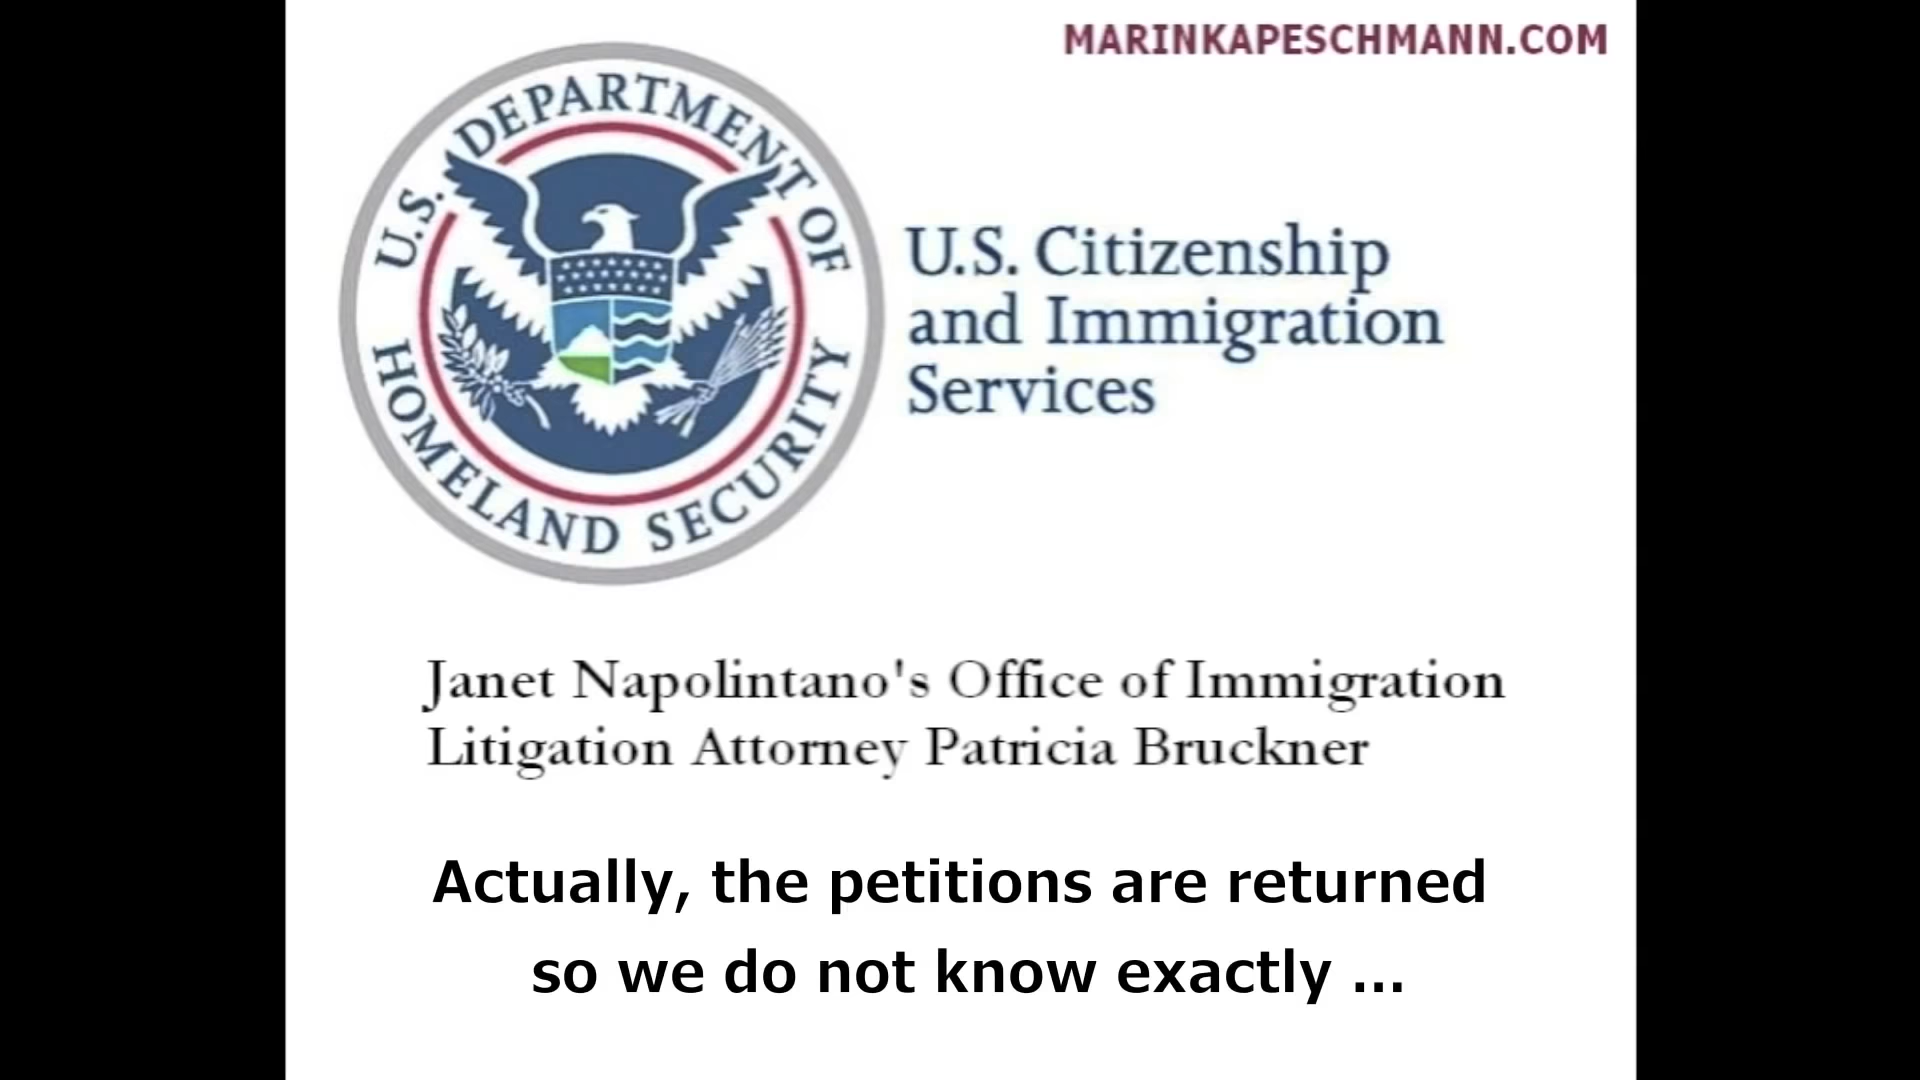 MARINKAPESCHMANN.COM
U.S. DEPARTMENT OF
HOMELAND SECURITY
U.S. Citizenship
and Immigration
Services
Janet Napolintano's Office of Immigration
Litigation Attorney Patricia Bruckner
Actually, the petitions are returned
so we do not know exactly ...